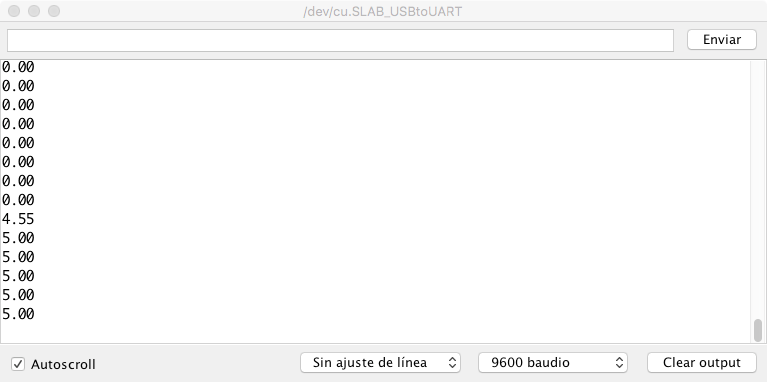 /dev/cu.SLAB_USBtoUART
Enviar
0.00
0.00
0.00
0.00
0.00
0.00
0.00
0.00
4.55
5.00
5.00
5.00
5.00
5.00
Autoscroll
Sin ajuste de línea
9600 baudio
Clear output